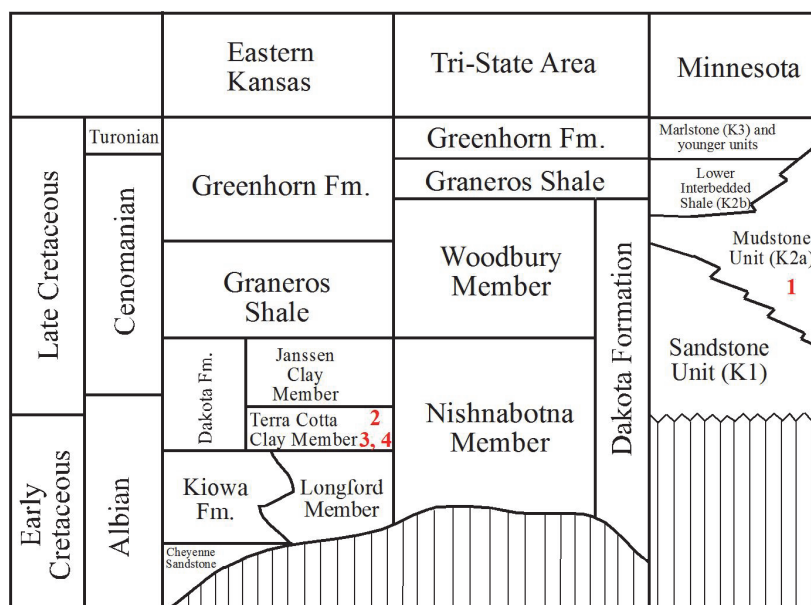 Eastern
Kansas
Tri-State Area
Minnesota
Late Cretaceous
Early
Cretaceous
Turonian
Cenomanian
Albian
Greenhorn Fm.
Graneros
Shale
Dakota Fm.
Janssen
Clay
Member
Terra Cotta 2
Clay Member 3, 4
Kiowa
Fm.
Longford
Member
Cheyenne
Sandstone
Greenhorn Fm.
Graneros Shale
Woodbury
Member
Nishnabotna
Member
Dakota Formation
Marlstone (K3) and
younger units
Lower
Interbedded
Shale (K2b)
Mudstone
Unit (K2a)
1
Sandstone
Unit (K1)